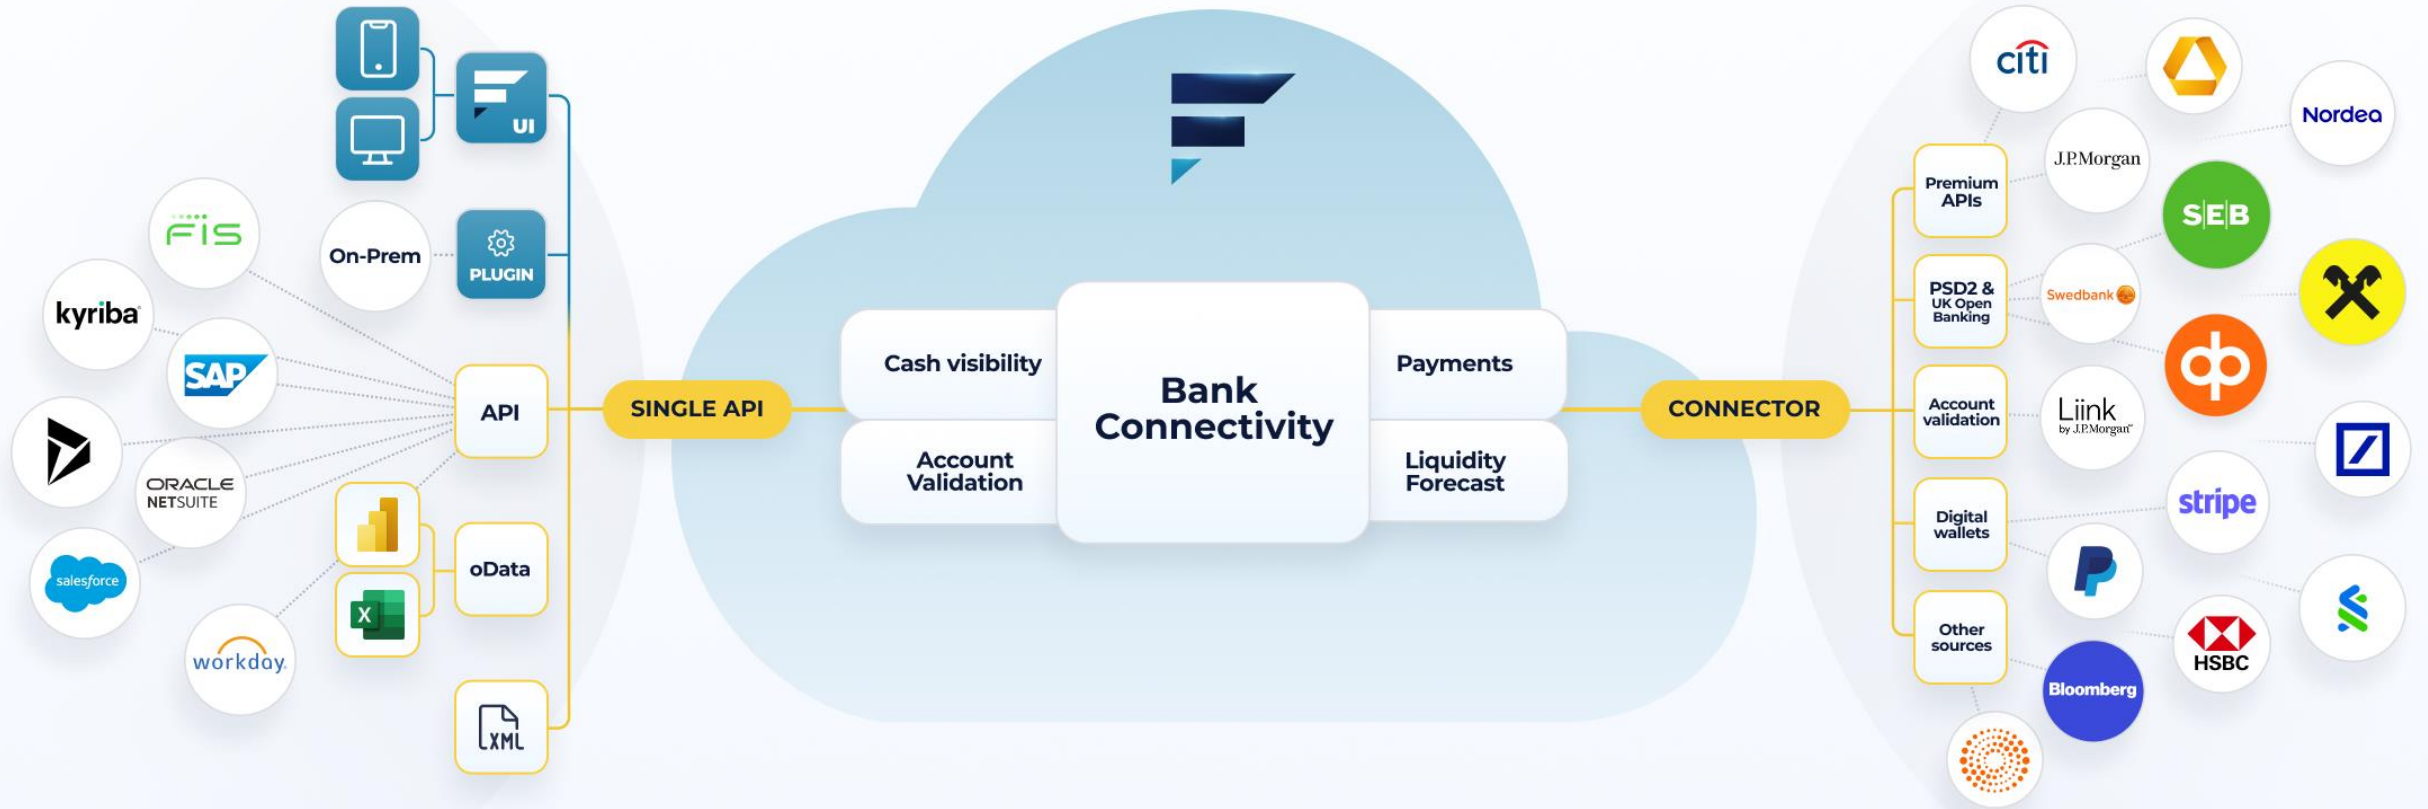 UI
FIS
On-Prem
PLUGIN
kyriba
SAP
API
ORACLE
NETSUITE
salesforce
X
oData
workday
XML
SINGLE API
Cash visibility
Account
Validation
Bank
Connectivity
Payments
Liquidity
Forecast
CONNECTOR
Premium
APIs
PSD2 &
UK Open
Banking
Account
validation
Digital
wallets
Other
sources
citi
Nordea
J.P.Morgan
S|E|B
Swedbank
op
Liink
by J.P.Morgan
stripe
P
HSBC
Bloomberg